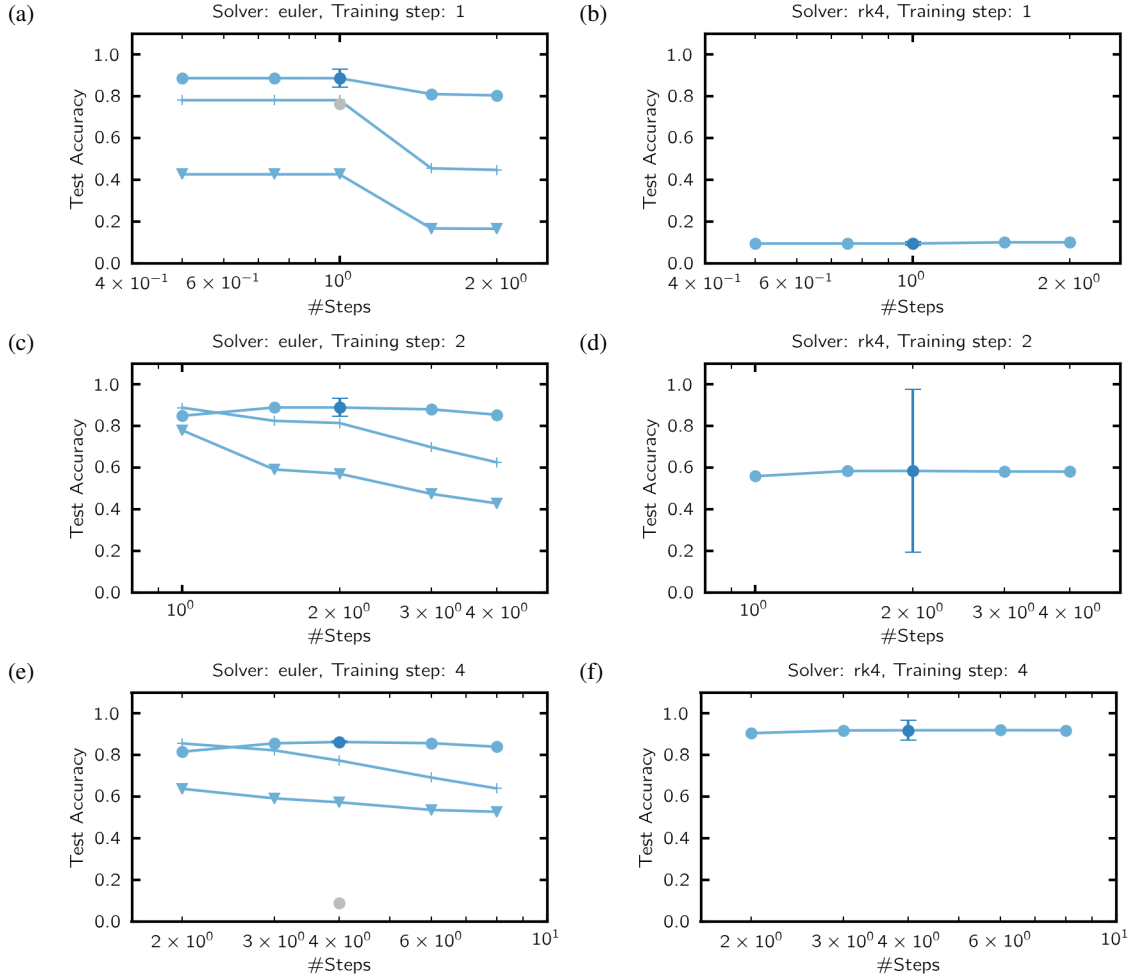 (a)
Solver: euler, Training step: 1
Test Accuracy
1.0
0.8
0.6
0.4
0.2
0.0
4 × 10⁻¹
6 × 10⁻¹
10⁰
2 × 10⁰
#Steps
(b)
Solver: rk4, Training step: 1
Test Accuracy
1.0
0.8
0.6
0.4
0.2
0.0
4 × 10⁻¹
6 × 10⁻¹
10⁰
2 × 10⁰
#Steps
(c)
Solver: euler, Training step: 2
Test Accuracy
1.0
0.8
0.6
0.4
0.2
0.0
10⁰
2 × 10⁰
3 × 10⁰
4 × 10⁰
#Steps
(d)
Solver: rk4, Training step: 2
Test Accuracy
1.0
0.8
0.6
0.4
0.2
0.0
10⁰
2 × 10⁰
3 × 10⁰
4 × 10⁰
#Steps
(e)
Solver: euler, Training step: 4
Test Accuracy
1.0
0.8
0.6
0.4
0.2
0.0
2 × 10⁰
3 × 10⁰
4 × 10⁰
6 × 10⁰
10¹
#Steps
(f)
Solver: rk4, Training step: 4
Test Accuracy
1.0
0.8
0.6
0.4
0.2
0.0
2 × 10⁰
3 × 10⁰
4 × 10⁰
6 × 10⁰
10¹
#Steps